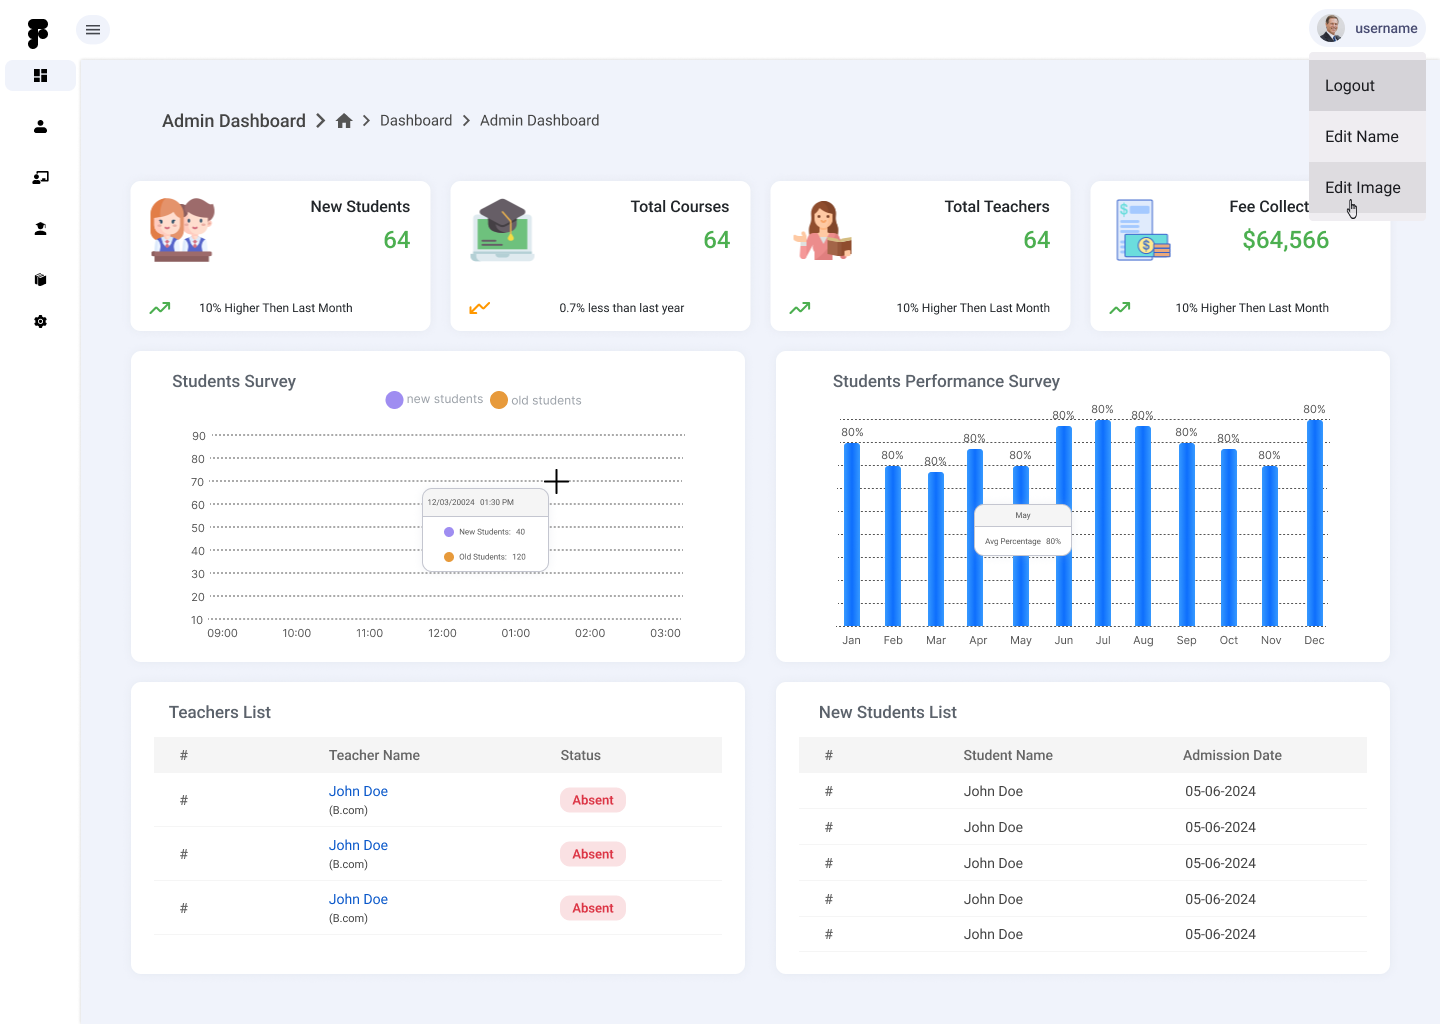 username
Logout
Edit Name
Edit Image
Admin Dashboard
Dashboard
Admin Dashboard
New Students
64
10% Higher Then Last Month
Total Courses
64
0.7% less than last year
Total Teachers
64
10% Higher Then Last Month
Fee Collect
$64,566
10% Higher Then Last Month
Students Survey
new students
old students
90
80
70
60
50
40
30
20
10
12/03/20024 01:30 PM
New Students: 40
Old Students: 120
09:00 10:00 11:00 12:00 01:00 02:00 03:00
Students Performance Survey
80% 80% 80% 80% 80% 80% 80% 80% 80% 80% 80% 80%
May
Avg Percentage 80%
Jan Feb Mar Apr May Jun Jul Aug Sep Oct Nov Dec
Teachers List
# Teacher Name Status
# John Doe Absent
(B.com)
# John Doe Absent
(B.com)
# John Doe Absent
(B.com)
New Students List
# Student Name Admission Date
# John Doe 05-06-2024
# John Doe 05-06-2024
# John Doe 05-06-2024
# John Doe 05-06-2024
# John Doe 05-06-2024